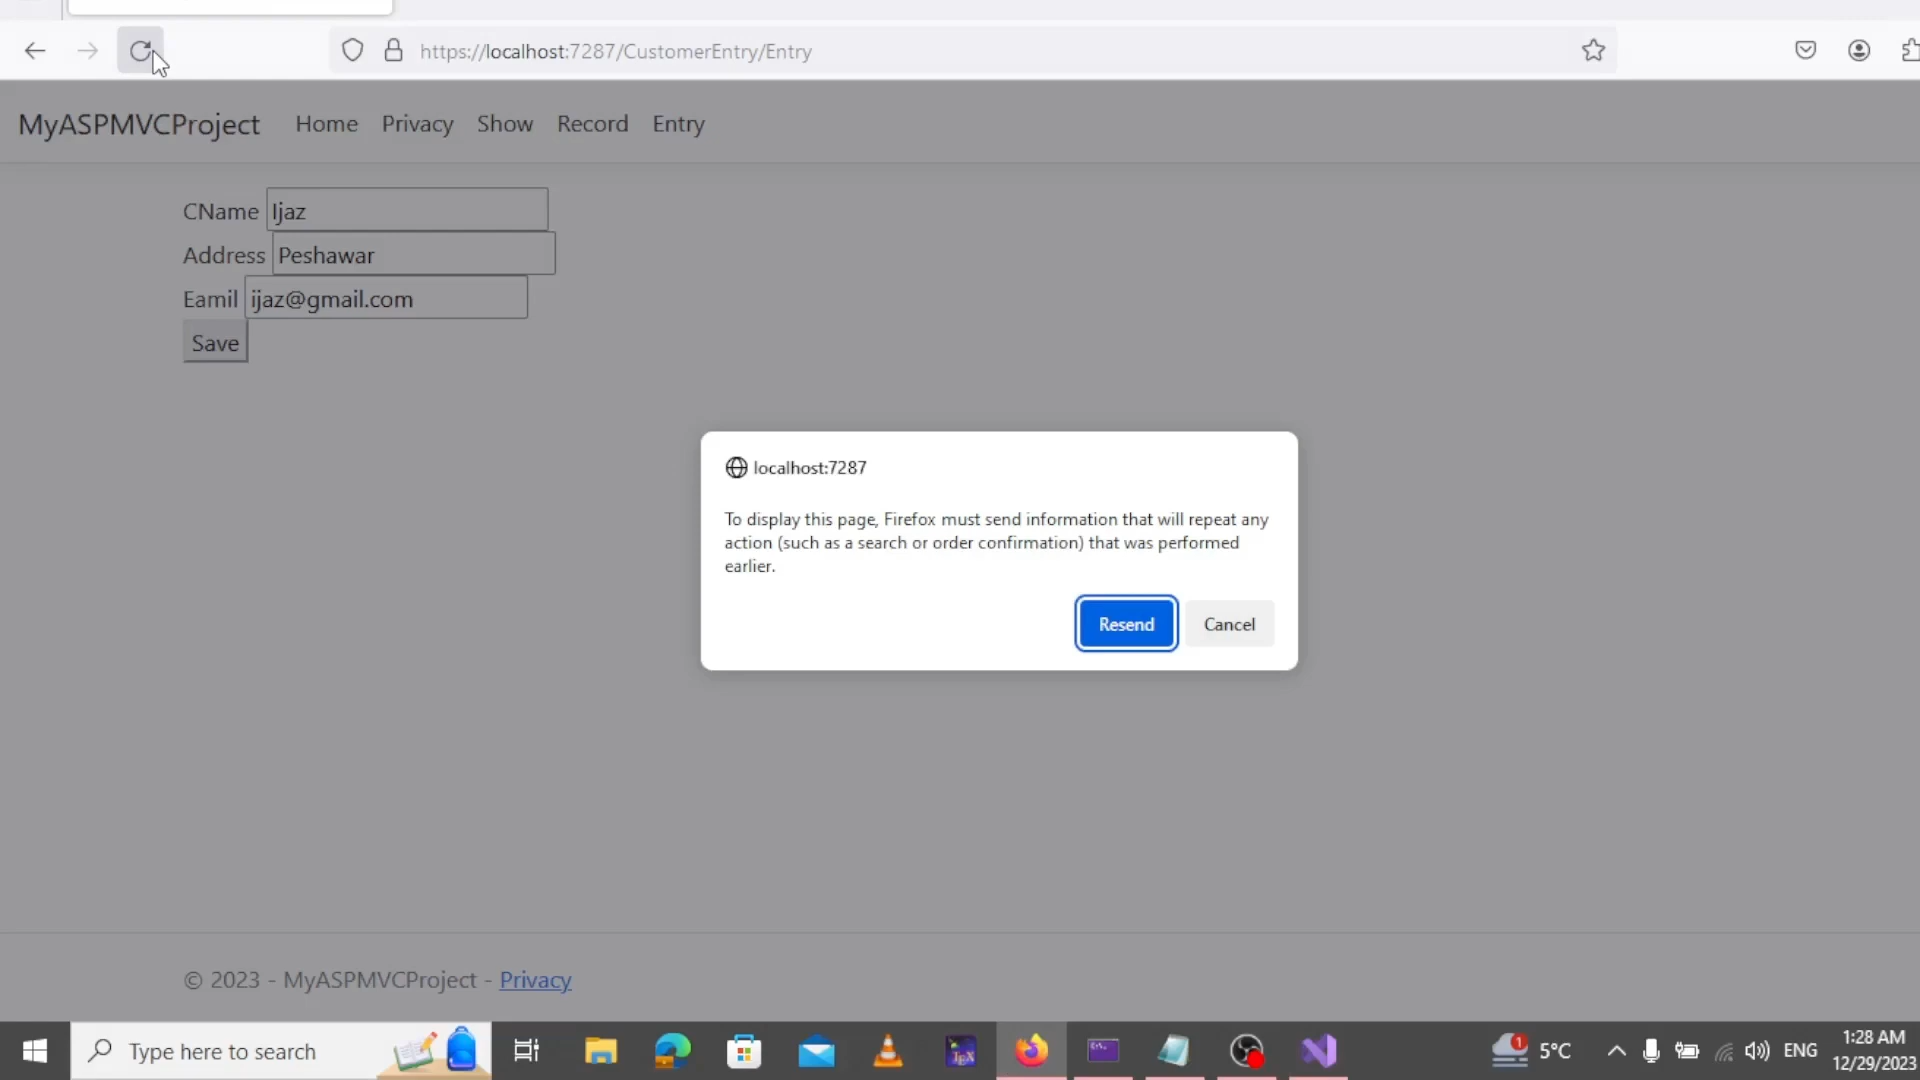 https://localhost:7287/CustomerEntry/Entry
MyASPMVCProject Home Privacy Show Record Entry
CName Ijaz
Address Peshawar
Eamil ijaz@gmail.com
Save
localhost:7287
To display this page, Firefox must send information that will repeat any
action (such as a search or order confirmation) that was performed
earlier.
Resend Cancel
© 2023 - MyASPMVCProject - Privacy
Type here to search
1 5°C ENG 1:28 AM
12/29/2023